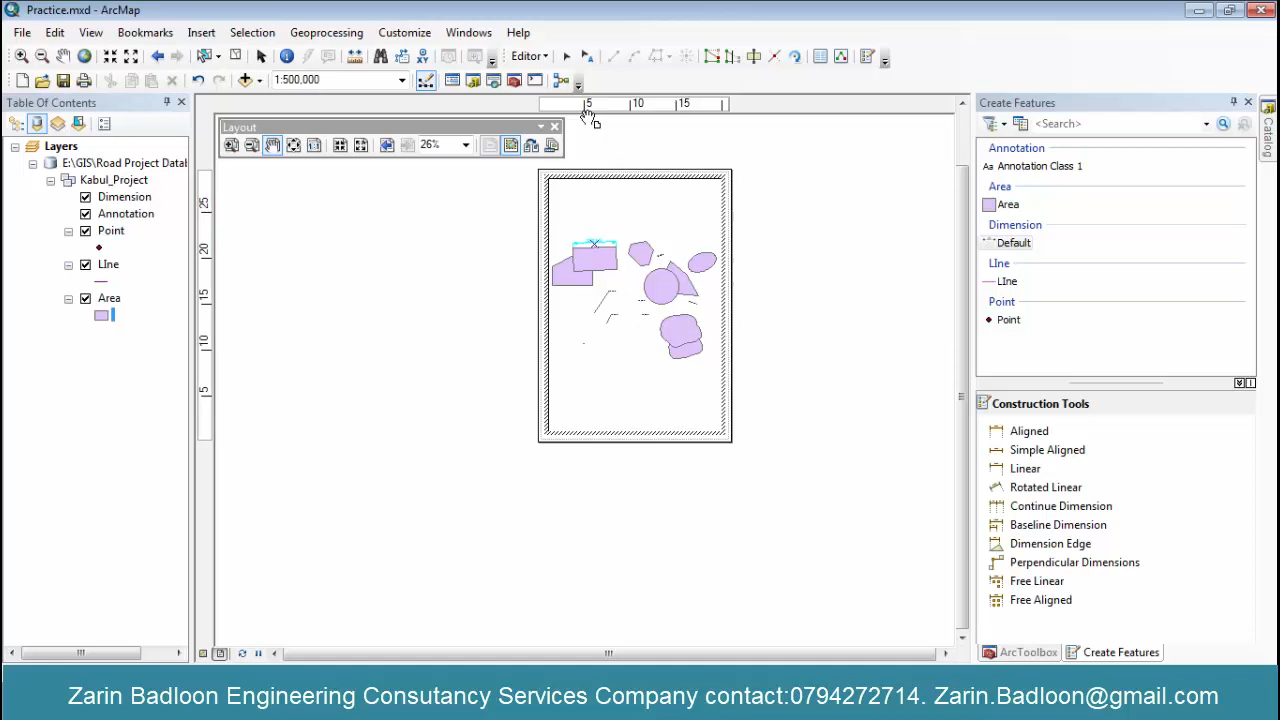 Practice.mxd - ArcMap
File Edit View Bookmarks Insert Selection Geoprocessing Customize Windows Help
Editor
1:500,000
Table Of Contents
Layers
E:\GIS\Road Project Datab
Kabul_Project
Dimension
Annotation
Point
LIne
Area
5 10 15
Layout
26%
25
20
15
10
5
Create Features
<Search>
Annotation
Aa Annotation Class 1
Area
Area
Dimension
Default
LIne
LIne
Point
Point
Construction Tools
Aligned
Simple Aligned
Linear
Rotated Linear
Continue Dimension
Baseline Dimension
Dimension Edge
Perpendicular Dimensions
Free Linear
Free Aligned
ArcToolbox Create Features
Catalog
Zarin Badloon Engineering Consutancy Services Company contact:0794272714. Zarin.Badloon@gmail.com